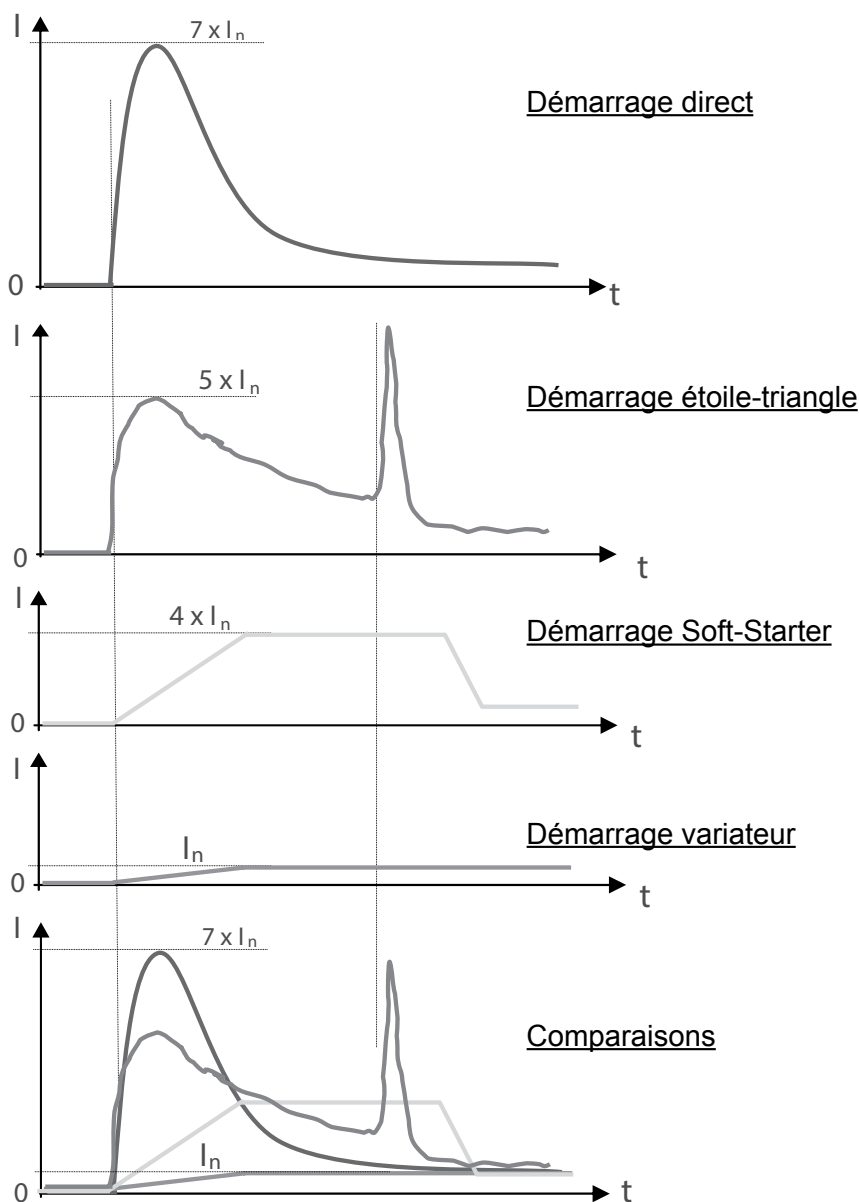 I
7 x In
Démarrage direct
0
t
I
5 x In
Démarrage étoile-triangle
0
t
I
4 x In
Démarrage Soft-Starter
0
t
I
Démarrage variateur
In
0
t
I
7 x In
Comparaisons
In
0
t